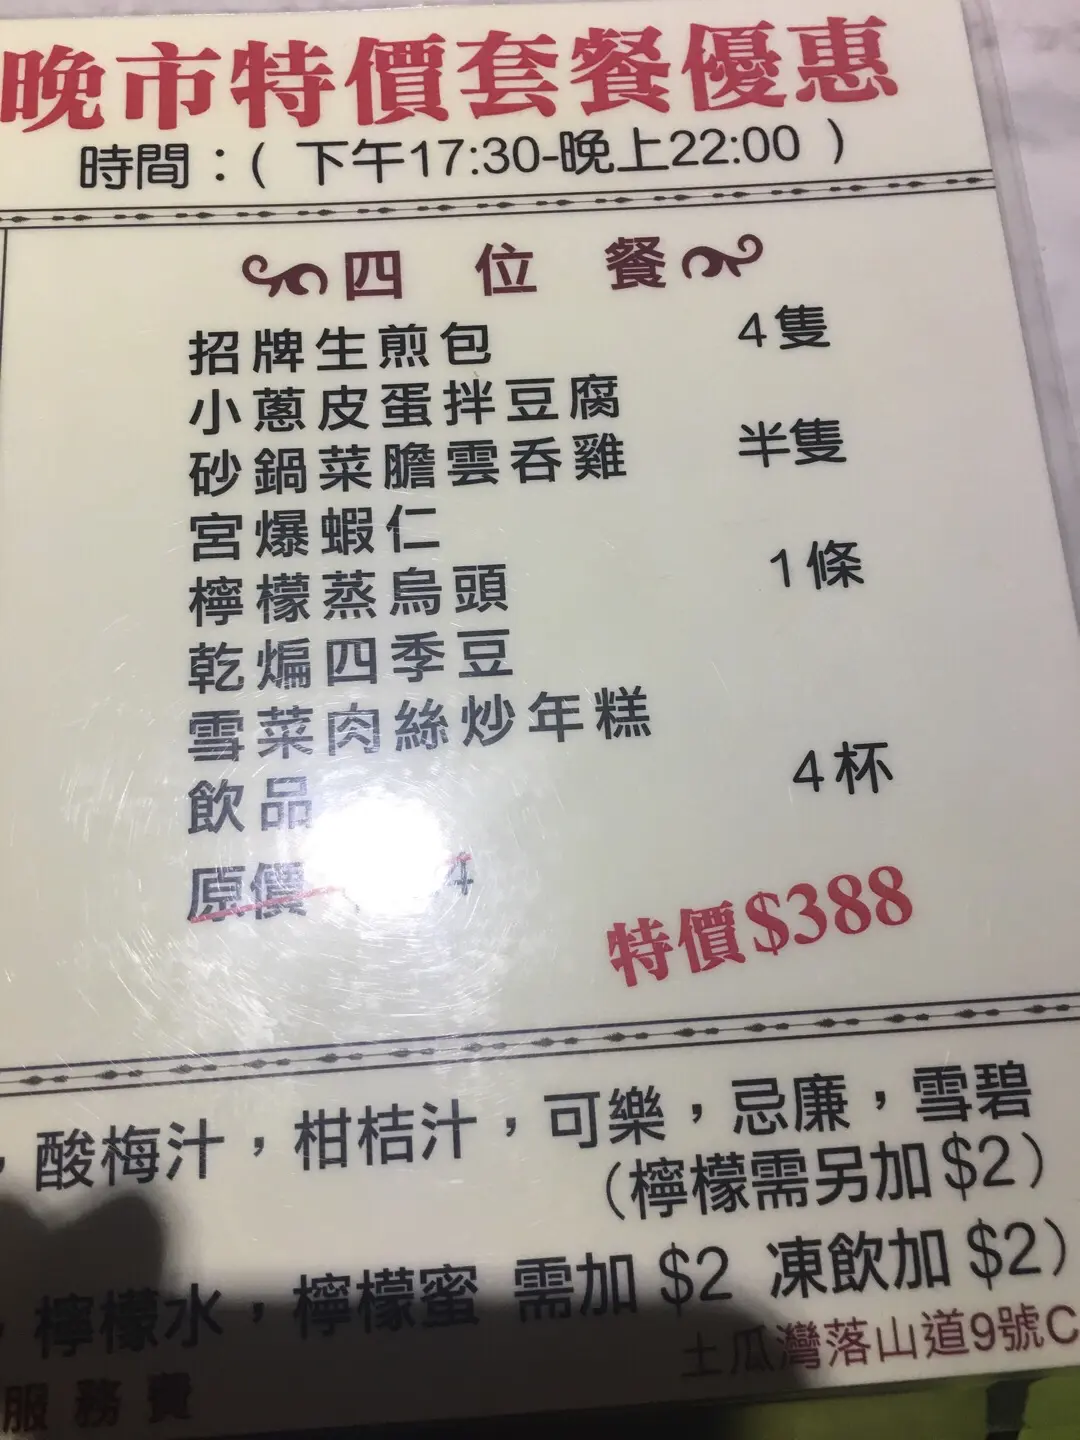 晚市特價套餐優惠
時間：( 下午17:30-晚上22:00 )
四位餐
招牌生煎包 4隻
小蔥皮蛋拌豆腐
砂鍋菜膽雲吞雞 半隻
宮爆蝦仁
檸檬蒸烏頭 1條
乾煸四季豆
雪菜肉絲炒年糕
飲品 4杯
原價 4
特價$388
，酸梅汁，柑桔汁，可樂，忌廉，雪碧
(檸檬需另加$2)
，檸檬水，檸檬蜜 需加 $2 凍飲加 $2)
土瓜灣落山道9號C
服務費